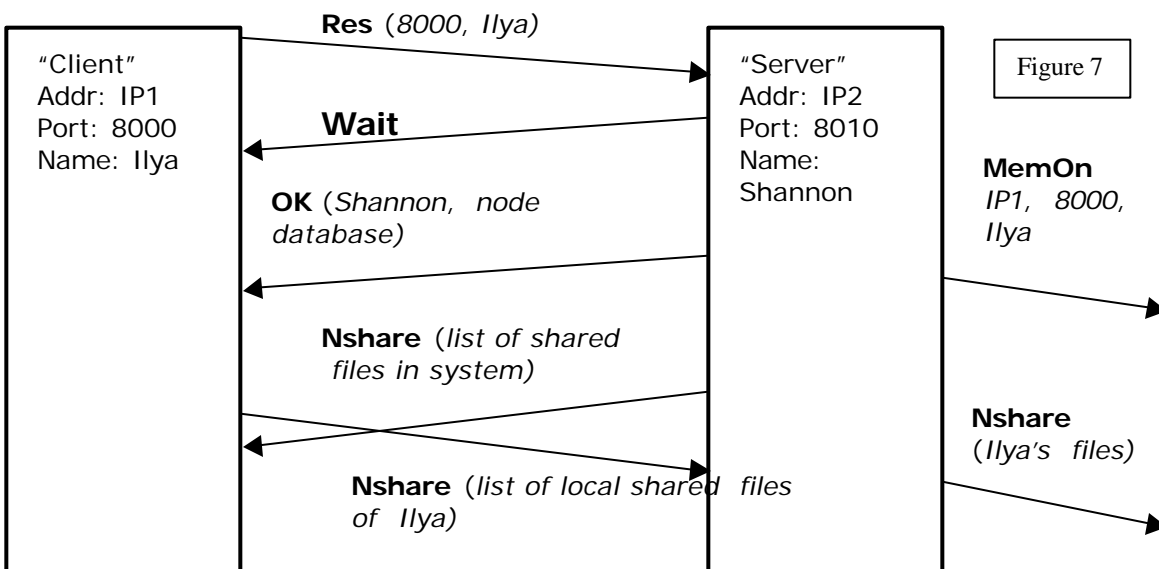 Res (8000, Ilya)
"Client"
Addr: IP1
Port: 8000
Name: Ilya
"Server"
Addr: IP2
Port: 8010
Name:
Shannon
Figure 7
Wait
MemOn
IP1, 8000,
Ilya
OK (Shannon, node
database)
Nshare (list of shared
files in system)
Nshare
(Ilya's files)
Nshare (list of local shared files
of Ilya)